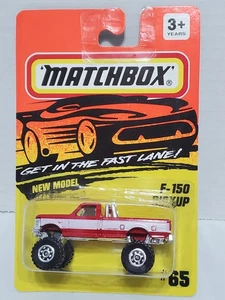 3+
YEARS
MATCHBOX®
GET IN THE FAST LANE!
NEW MODEL
F-150
PICKUP
#65